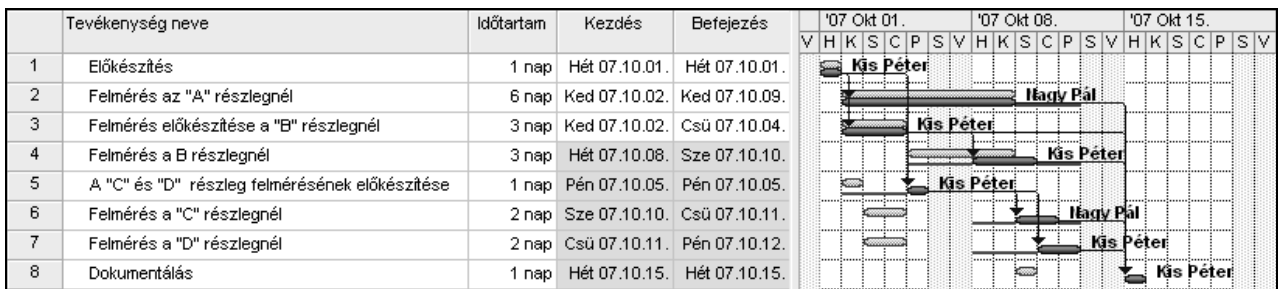 Tevékenység neve Időtartam Kezdés Befejezés '07 Okt 01. '07 Okt 08. '07 Okt 15.
V H K S C P S V H K S C P S V H K S C P S V
1 Előkészítés 1 nap Hét 07.10.01. Hét 07.10.01. Kis Péter
2 Felmérés az "A" részlegnél 6 nap Ked 07.10.02. Ked 07.10.09. Nagy Pál
3 Felmérés előkészítése a "B" részlegnél 3 nap Ked 07.10.02. Csü 07.10.04. Kis Péter
4 Felmérés a B részlegnél 3 nap Hét 07.10.08. Sze 07.10.10. Kis Péter
5 A "C" és "D" részleg felmérésének előkészítése 1 nap Pén 07.10.05. Pén 07.10.05. Kis Péter
6 Felmérés a "C" részlegnél 2 nap Sze 07.10.10. Csü 07.10.11. Nagy Pál
7 Felmérés a "D" részlegnél 2 nap Csü 07.10.11. Pén 07.10.12. Kis Péter
8 Dokumentálás 1 nap Hét 07.10.15. Hét 07.10.15. Kis Péter